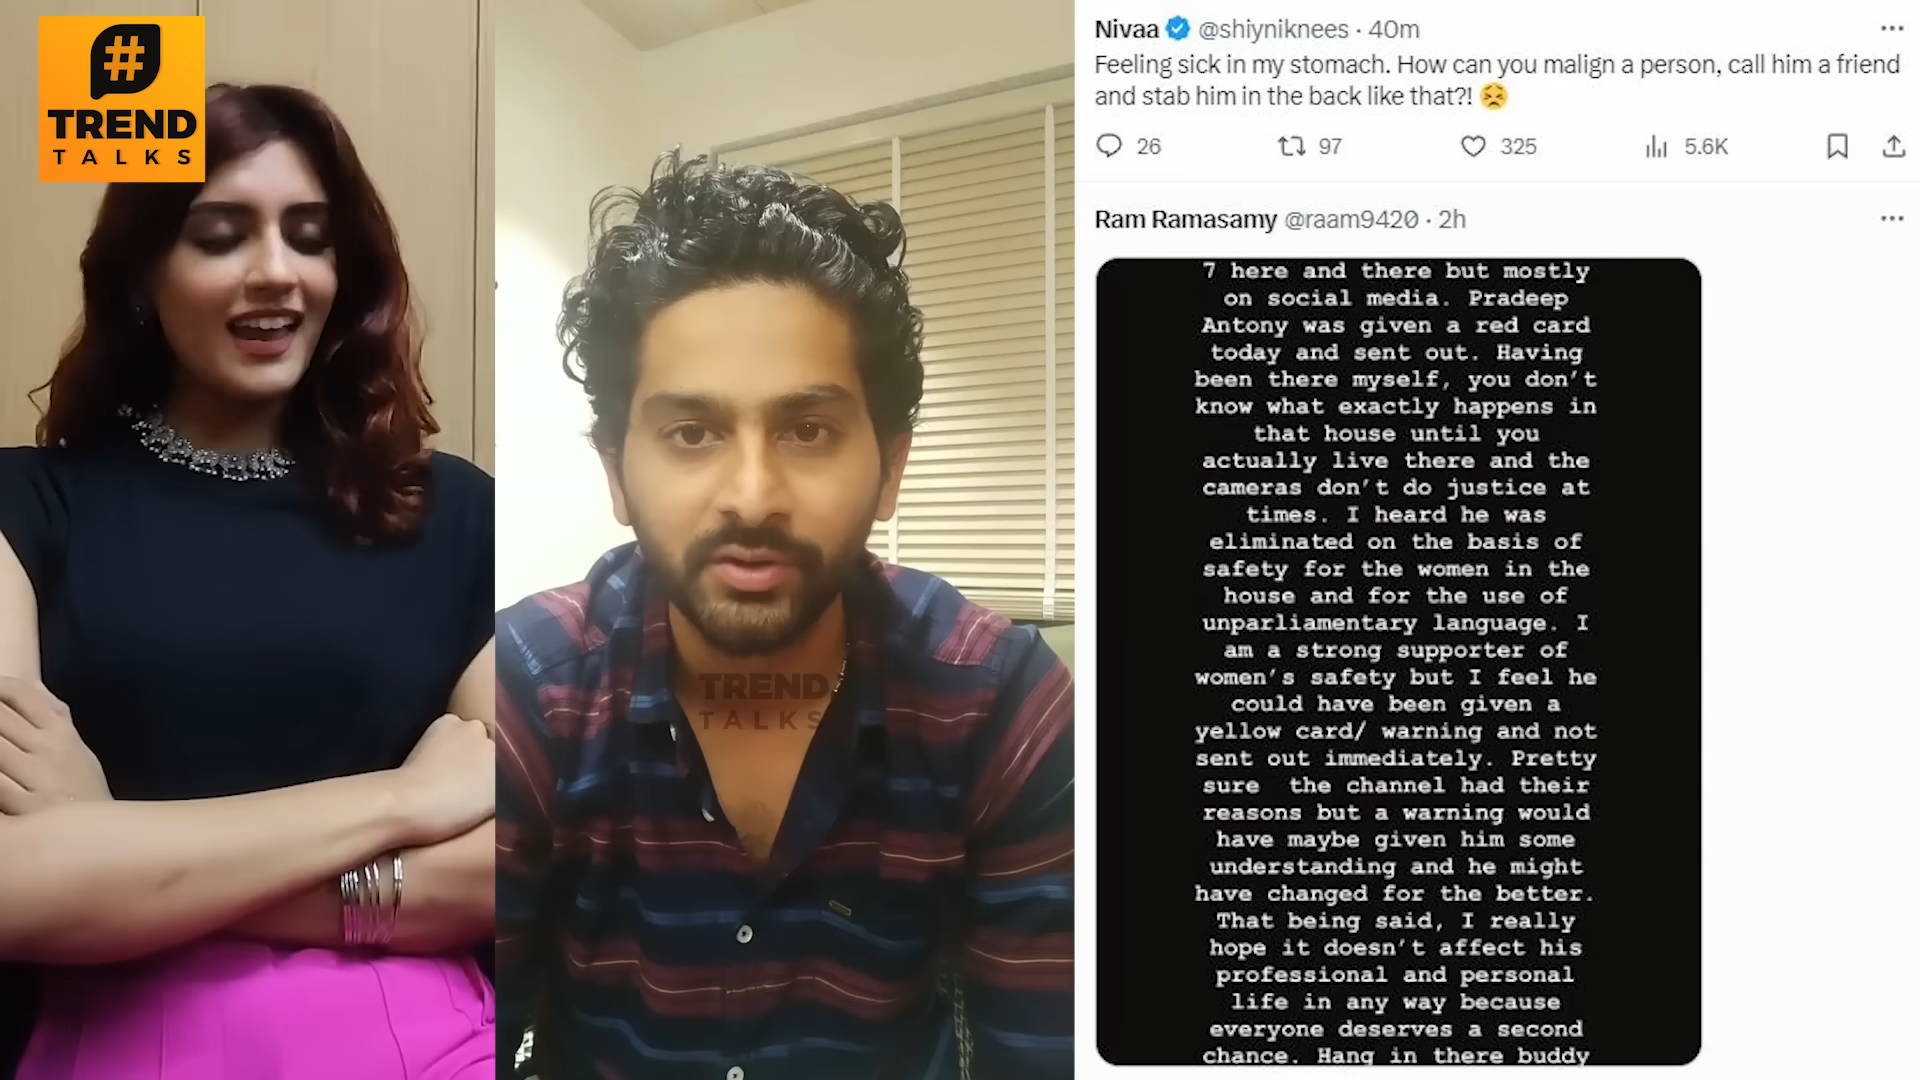 #
TREND
TALKS
TREND
TALKS
Nivaa @shiyniknees · 40m
Feeling sick in my stomach. How can you malign a person, call him a friend
and stab him in the back like that?! 😣
26 97 325 5.6K
Ram Ramasamy @raam9420 · 2h
7 here and there but mostly
on social media. Pradeep
Antony was given a red card
today and sent out. Having
been there myself, you don't
know what exactly happens in
that house until you
actually live there and the
cameras don't do justice at
times. I heard he was
eliminated on the basis of
safety for the women in the
house and for the use of
unparliamentary language. I
am a strong supporter of
women's safety but I feel he
could have been given a
yellow card/ warning and not
sent out immediately. Pretty
sure  the channel had their
reasons but a warning would
have maybe given him some
understanding and he might
have changed for the better.
That being said, I really
hope it doesn't affect his
professional and personal
life in any way because
everyone deserves a second
chance. Hang in there buddy